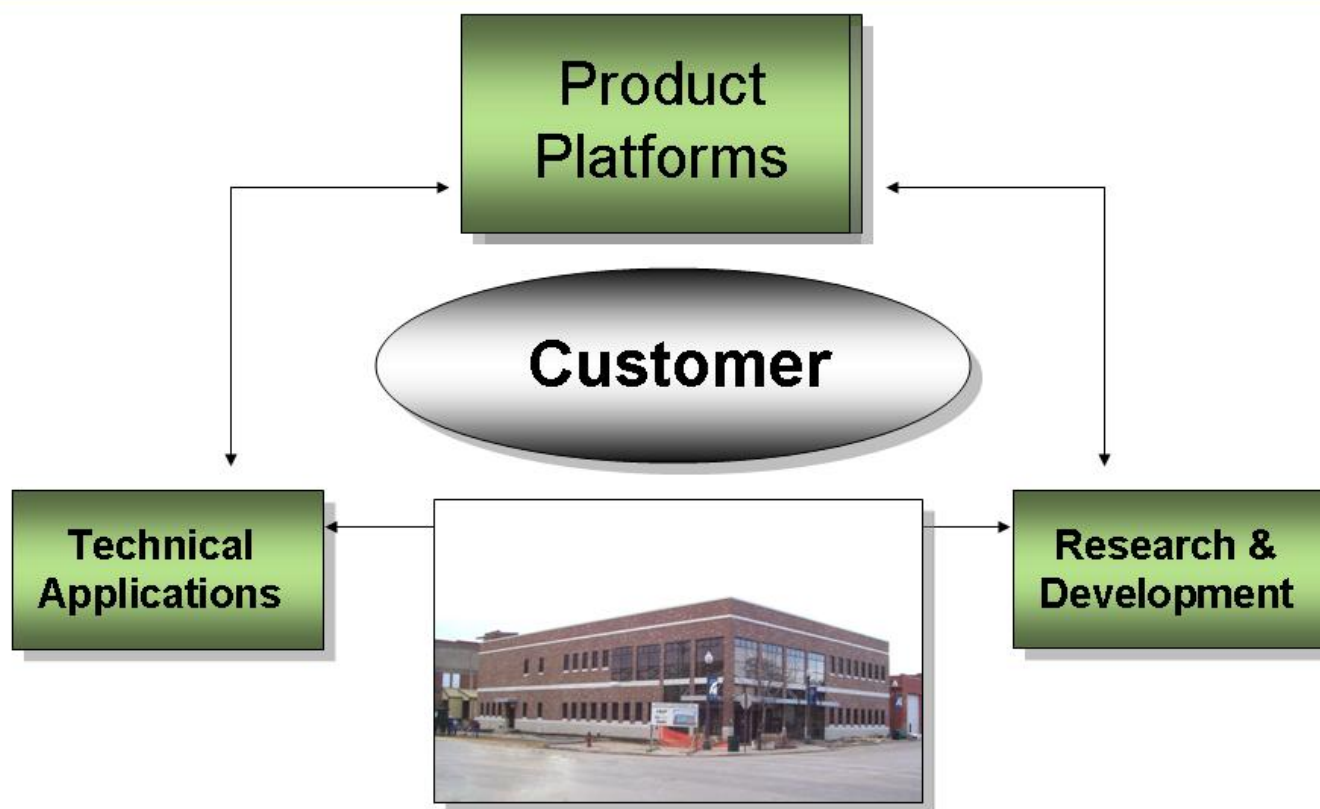 Product
Platforms
Customer
Technical
Applications
Research &
Development